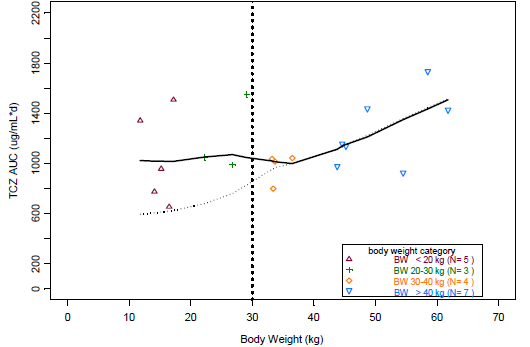 2200
1800
1400
1000
600
200
0
TCZ AUC (ug/mL*d)
body weight category
BW < 20 kg (N= 5 )
BW 20-30 kg (N= 3 )
BW 30-40 kg (N= 4 )
BW > 40 kg (N= 7 )
0 10 20 30 40 50 60 70
Body Weight (kg)